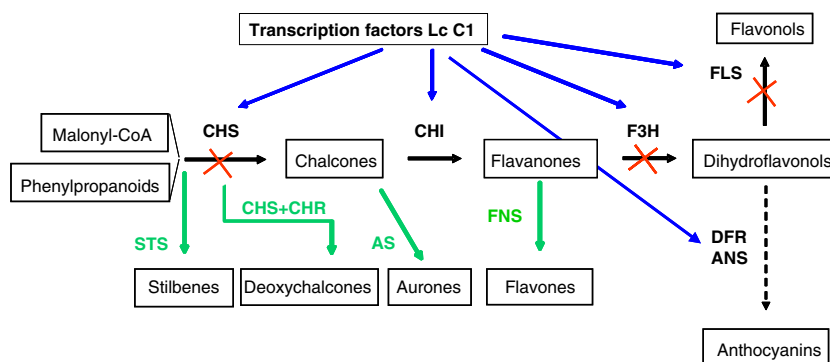 Transcription factors Lc C1
Flavonols
FLS
Malonyl-CoA
CHS
CHI
F3H
Chalcones
Flavanones
Dihydroflavonols
Phenylpropanoids
CHS+CHR
FNS
STS
AS
DFR
ANS
Stilbenes
Deoxychalcones
Aurones
Flavones
Anthocyanins